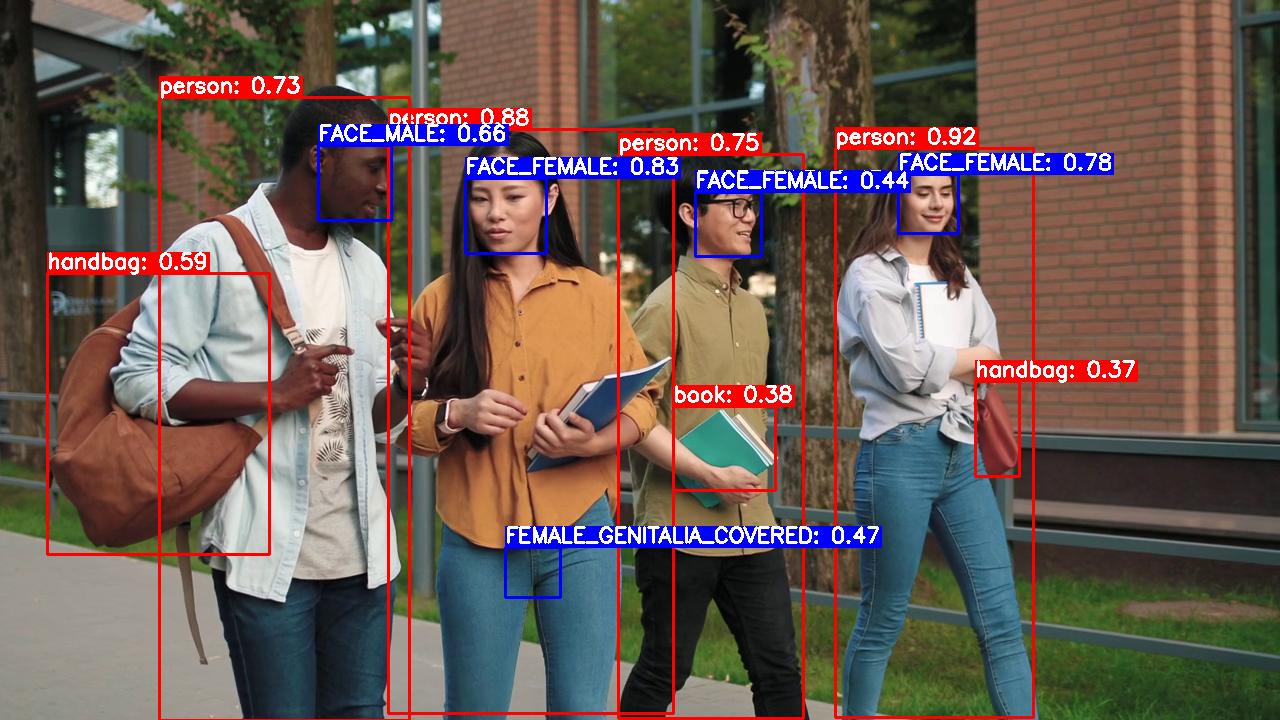 person: 0.73
person: 0.88
FACE_MALE: 0.66
person: 0.75
person: 0.92
FACE_FEMALE: 0.83
FACE_FEMALE: 0.44
FACE_FEMALE: 0.78
handbag: 0.59
handbag: 0.37
book: 0.38
FEMALE_GENITALIA_COVERED: 0.47